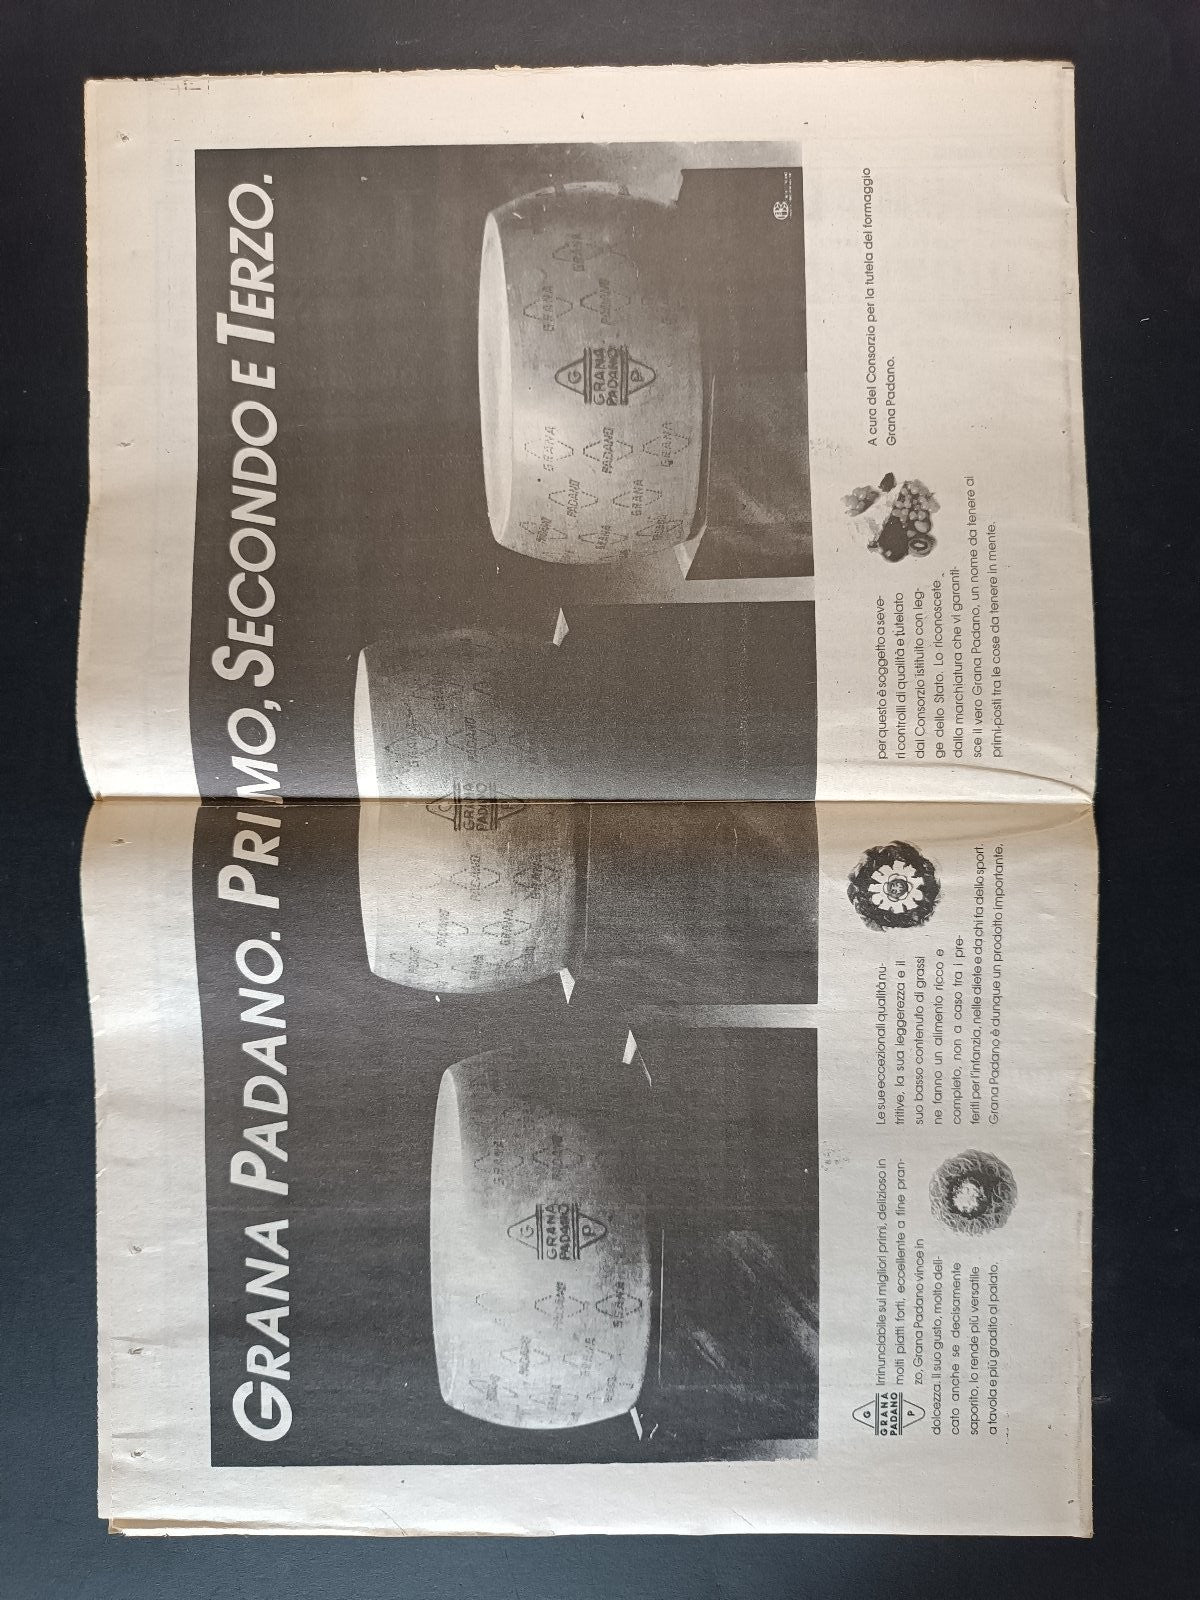 GRANA PADANO. PRIMO, SECONDO E TERZO.
G
GRANA
PADANO
P
G
GRANA
PADANO
P
G
GRANA
PADANO
P
G
GRANA
PADANO
P
Irrinunciabile sui migliori primi, delizioso in
molti piatti forti, eccellente a fine pran-
zo, Grana Padano vince in
dolcezza. Il suo gusto, molto deli-
cato anche se decisamente
saporito, lo rende più versatile
a tavola e più gradito al palato.
Le sue eccezionali qualità nu-
tritive, la sua leggerezza e il
suo basso contenuto di grassi
ne fanno un alimento ricco e
completo, non a caso tra i pre-
feriti per l'infanzia, nelle diete e da chi fa dello sport.
Grana Padano è dunque un prodotto importante,
per questo è soggetto a seve-
ri controlli di qualità e tutelato
dal Consorzio istituito con leg-
ge dello Stato. Lo riconoscete
dalla marchiatura che vi garanti-
sce il vero Grana Padano, un nome da tenere ai
primi posti tra le cose da tenere in mente.
A cura del Consorzio per la tutela del formaggio
Grana Padano.